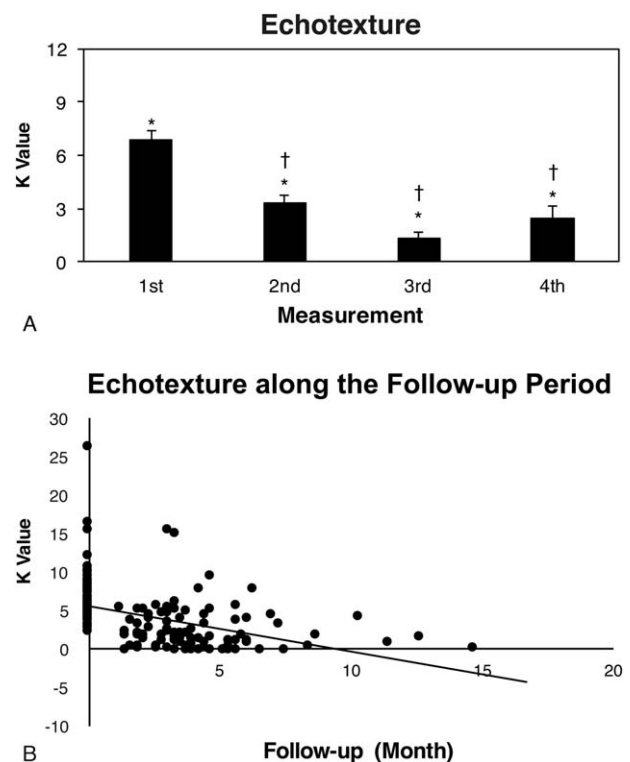 Echotexture
12
9
6
3
0
K Value
*
† *
† *
† *
1st 2nd 3rd 4th
Measurement
A
Echotexture along the Follow-up Period
30
25
20
15
10
5
0
-5
-10
K Value
5 10 15 20
Follow-up (Month)
B